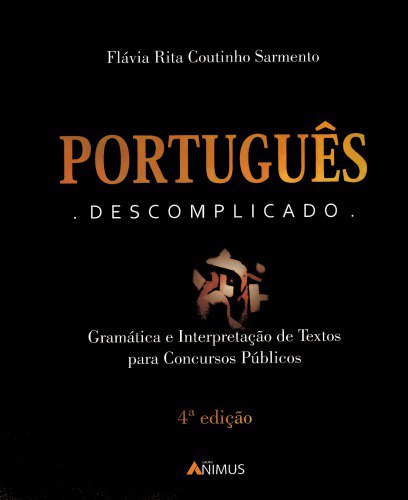 Flávia Rita Coutinho Sarmento
PORTUGUÊS
. DESCOMPLICADO .
Gramática e Interpretação de Textos
para Concursos Públicos
4ª edição
ANIMUS